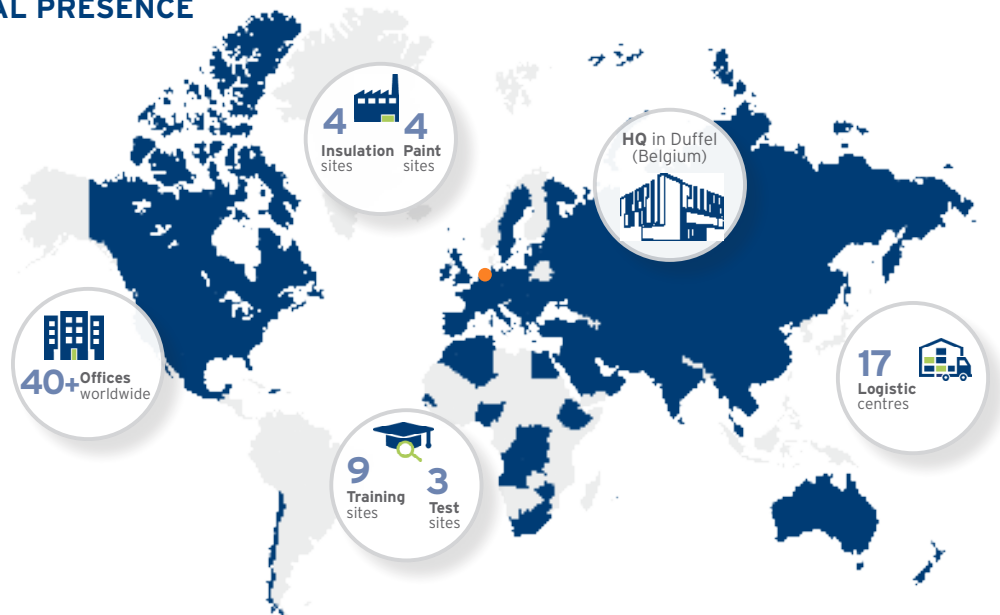 AL PRESENCE
4
Insulation
sites
4
Paint
sites
HQ in Duffel
(Belgium)
40+ Offices
worldwide
17
Logistic
centres
9
Training
sites
3
Test
sites